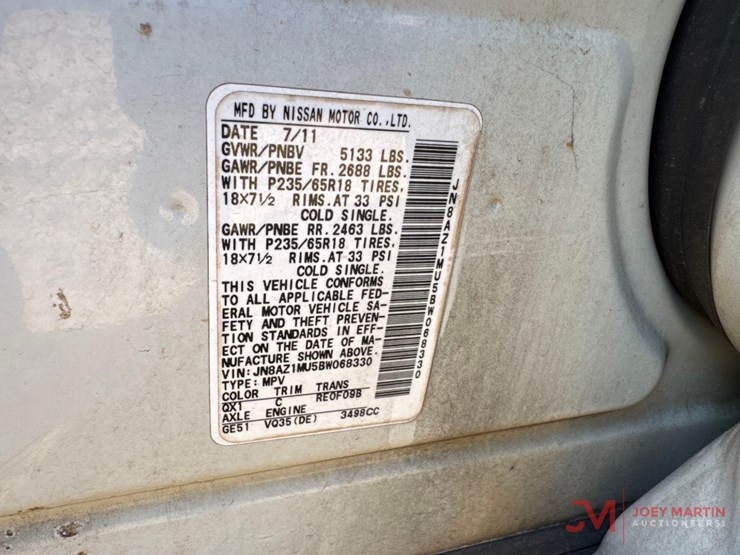 MFD BY NISSAN MOTOR CO.,LTD.
DATE 7/11
GVWR/PNBV 5133 LBS.
GAWR/PNBE FR. 2688 LBS.
WITH P235/65R18 TIRES,
18×7½ RIMS. AT 33 PSI
COLD SINGLE.
GAWR/PNBE RR. 2463 LBS.
WITH P235/65R18 TIRES,
18×7½ RIMS. AT 33 PSI
COLD SINGLE.
THIS VEHICLE CONFORMS
TO ALL APPLICABLE FED-
ERAL MOTOR VEHICLE SA-
FETY AND THEFT PREVEN-
TION STANDARDS IN EFF-
ECT ON THE DATE OF MA-
NUFACTURE SHOWN ABOVE.
VIN: JN8AZ1MU5BW068330
TYPE: MPV
COLOR TRIM TRANS
QX1 C RE0F09B
AXLE ENGINE
GE51 VQ35(DE) 3498CC
JN8AZ1MU5BW068330
JM JOEY MARTIN
AUCTIONEERS!